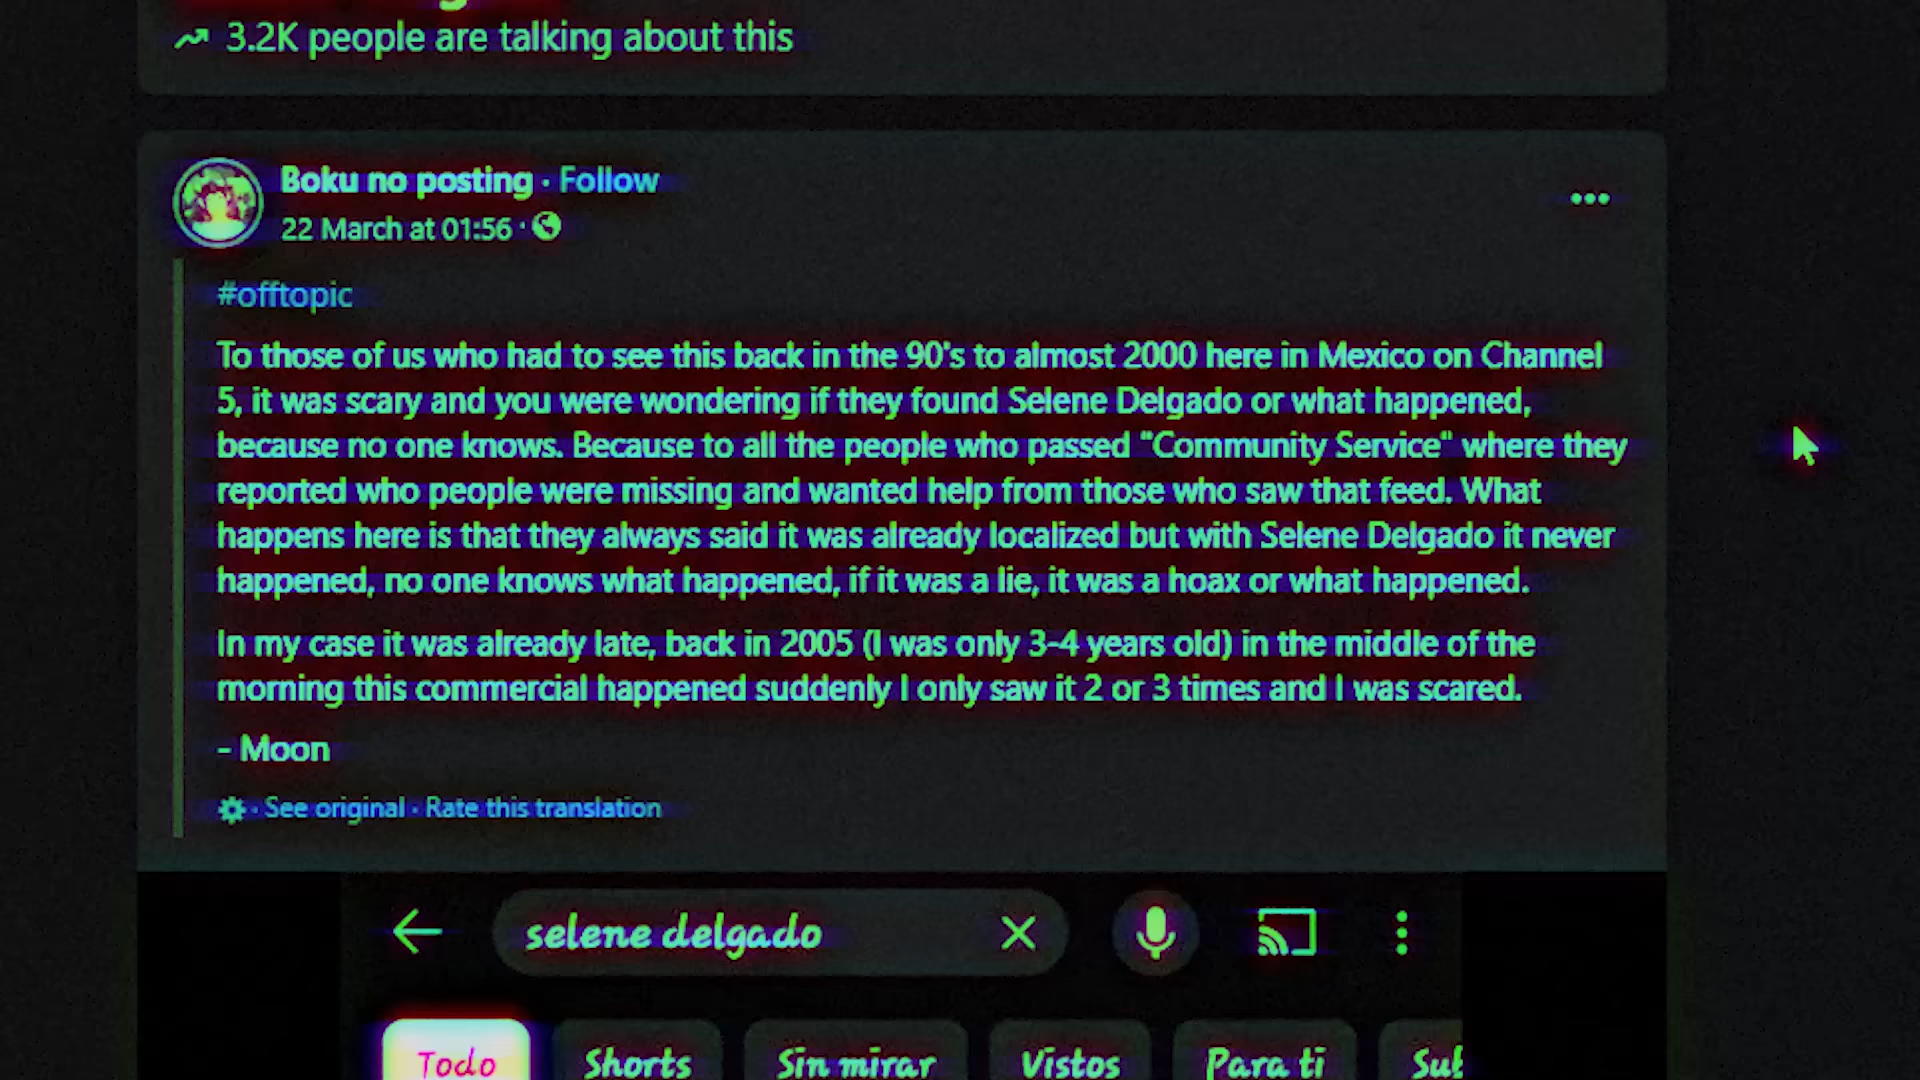 3.2K people are talking about this
Boku no posting · Follow
22 March at 01:56 ·
#offtopic
To those of us who had to see this back in the 90's to almost 2000 here in Mexico on Channel
5, it was scary and you were wondering if they found Selene Delgado or what happened,
because no one knows. Because to all the people who passed "Community Service" where they
reported who people were missing and wanted help from those who saw that feed. What
happens here is that they always said it was already localized but with Selene Delgado it never
happened, no one knows what happened, if it was a lie, it was a hoax or what happened.
In my case it was already late, back in 2005 (I was only 3-4 years old) in the middle of the
morning this commercial happened suddenly I only saw it 2 or 3 times and I was scared.
- Moon
· See original · Rate this translation
selene delgado
Todo Shorts Sin mirar Vistos Para ti